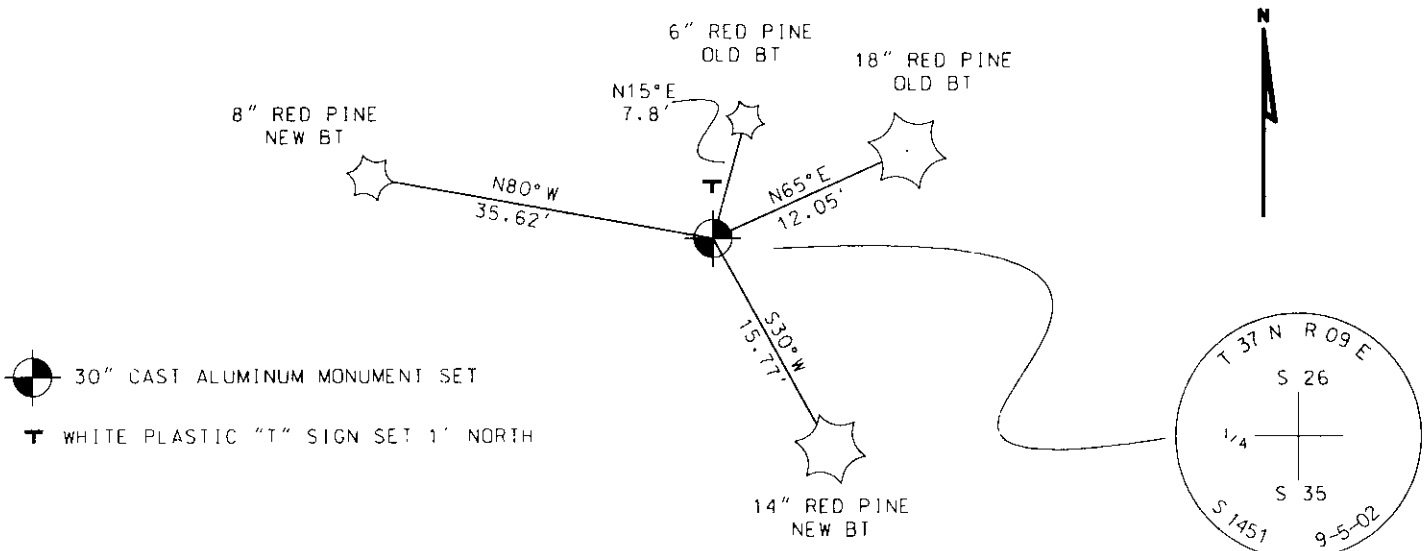 6" RED PINE
OLD BT
18" RED PINE
OLD BT
N
N15°E
7.8'
8" RED PINE
NEW BT
N80°W
35.62'
N65°E
12.05'
S30°W
15.77'
14" RED PINE
NEW BT
30" CAST ALUMINUM MONUMENT SET
WHITE PLASTIC "T" SIGN SET 1' NORTH
T 37 N R 09 E
S 26
1/4
S 35
S 1451
9-5-02